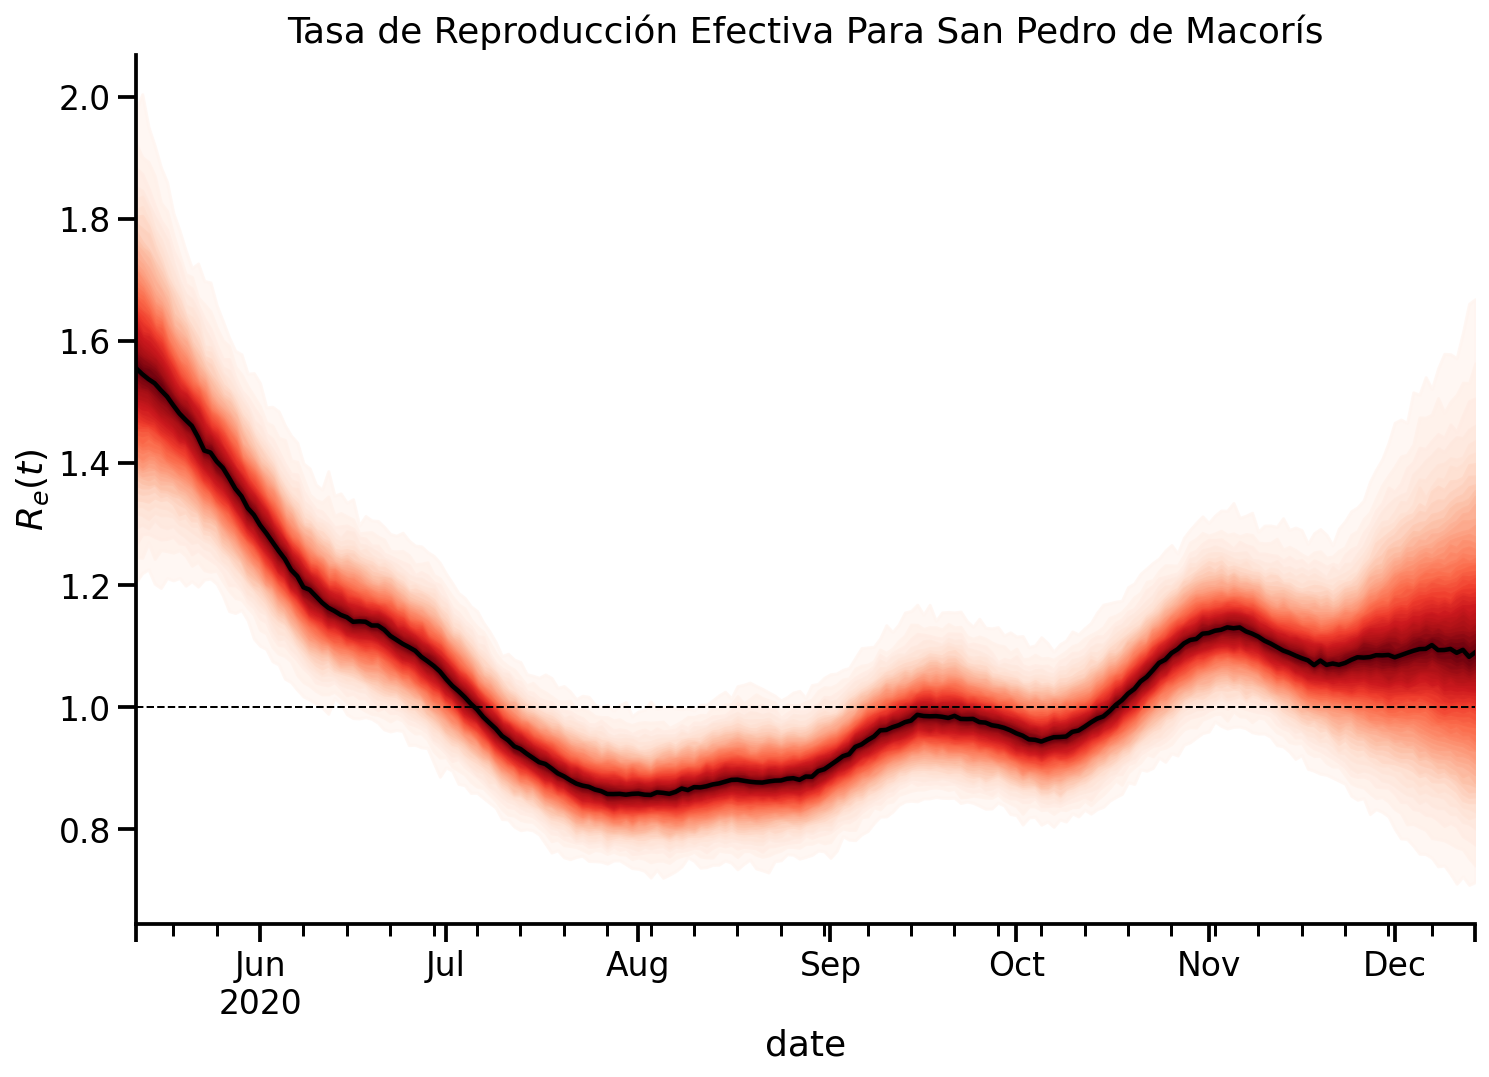 Tasa de Reproducción Efectiva Para San Pedro de Macorís
2.0
1.8
1.6
1.4
1.2
1.0
0.8
Rₑ(t)
Jun Jul Aug Sep Oct Nov Dec
2020
date